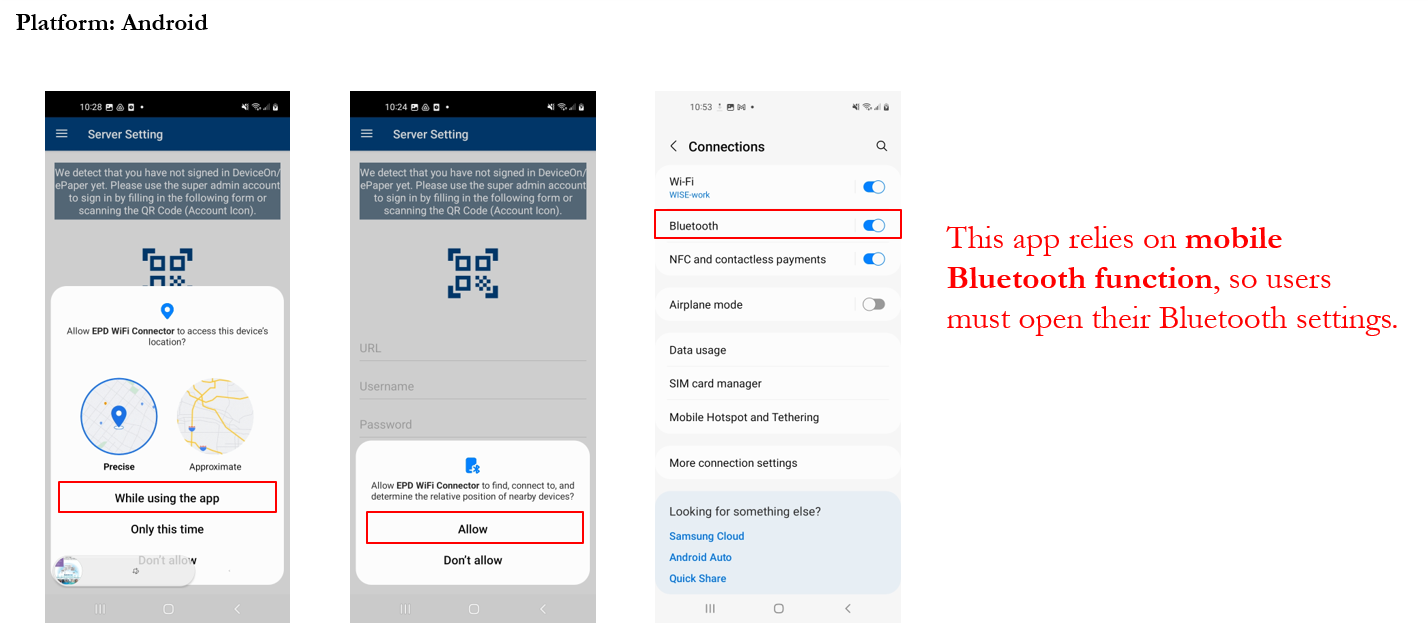 Platform: Android
10:28
Server Setting
We detect that you have not signed in DeviceOn/
ePaper yet. Please use the super admin account
to sign in by filling in the following form or
scanning the QR Code (Account Icon).
Allow EPD WiFi Connector to access this device's
location?
Precise
Approximate
While using the app
Only this time
Don't allow
10:24
Server Setting
We detect that you have not signed in DeviceOn/
ePaper yet. Please use the super admin account
to sign in by filling in the following form or
scanning the QR Code (Account Icon).
URL
Username
Password
Allow EPD WiFi Connector to find, connect to, and
determine the relative position of nearby devices?
Allow
Don't allow
10:53
Connections
Wi-Fi
WISE-work
Bluetooth
NFC and contactless payments
Airplane mode
Data usage
SIM card manager
Mobile Hotspot and Tethering
More connection settings
Looking for something else?
Samsung Cloud
Android Auto
Quick Share
This app relies on mobile
Bluetooth function, so users
must open their Bluetooth settings.